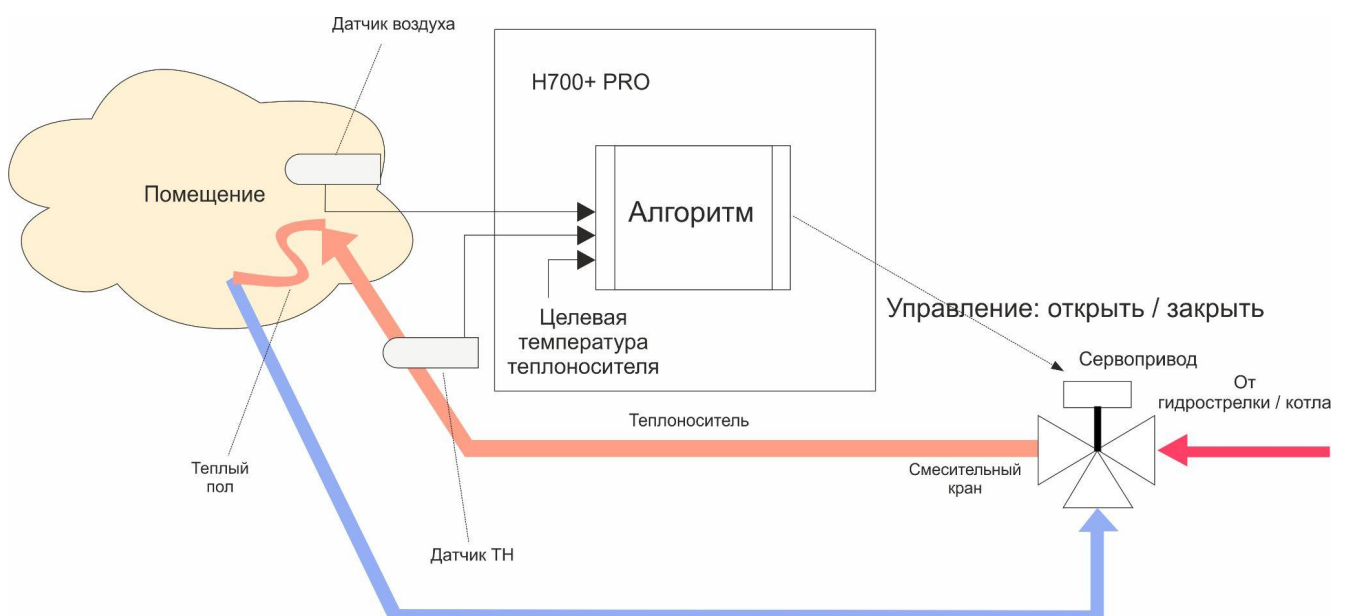 Датчик воздуха
H700+ PRO
Помещение
Алгоритм
Управление: открыть / закрыть
Целевая
температура
теплоносителя
Сервопривод
От
гидрострелки / котла
Теплоноситель
Теплый
пол
Смесительный
кран
Датчик ТН